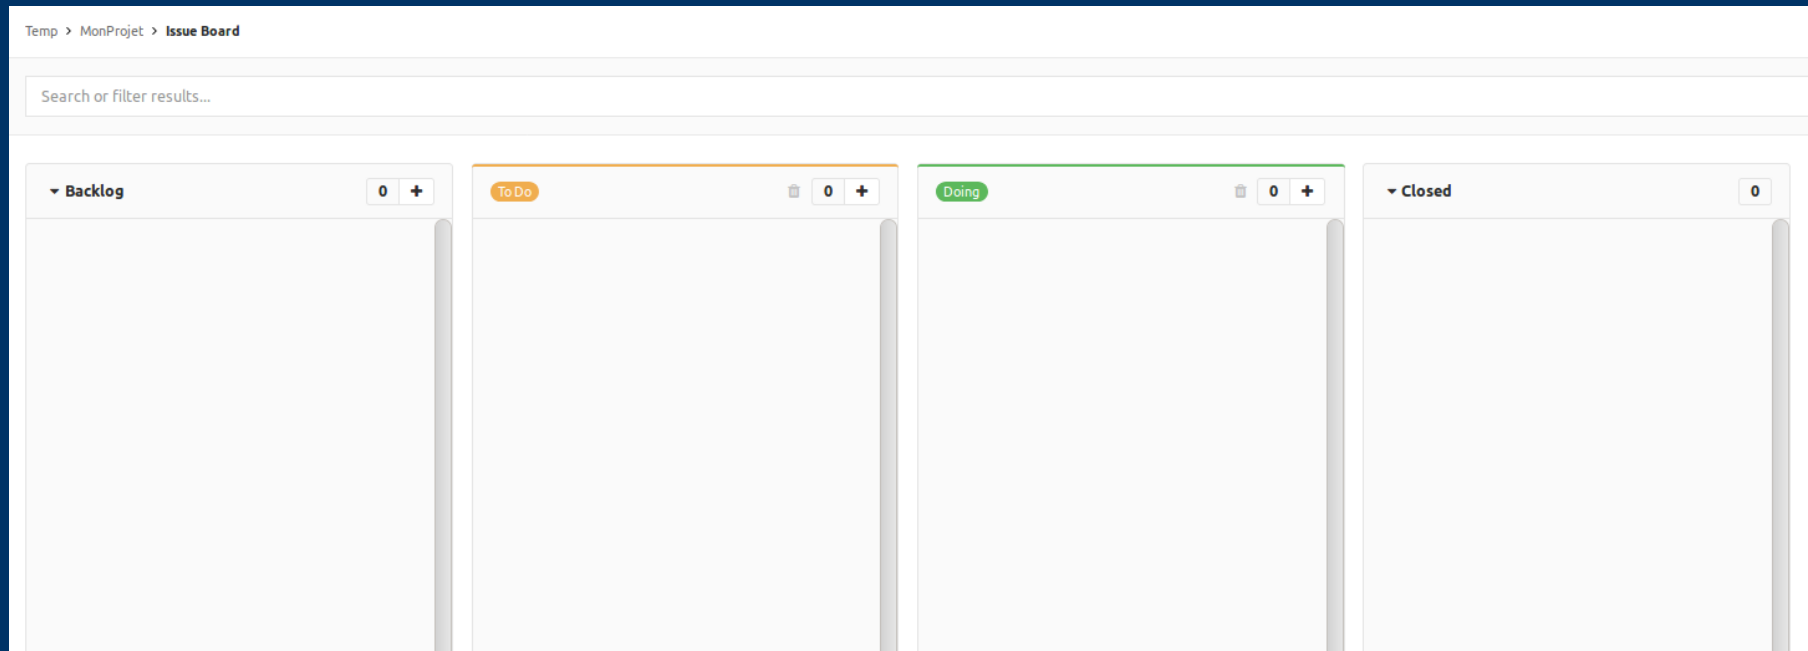 Temp > MonProjet > Issue Board
Search or filter results...
Backlog 0 +
To Do 0 +
Doing 0 +
Closed 0